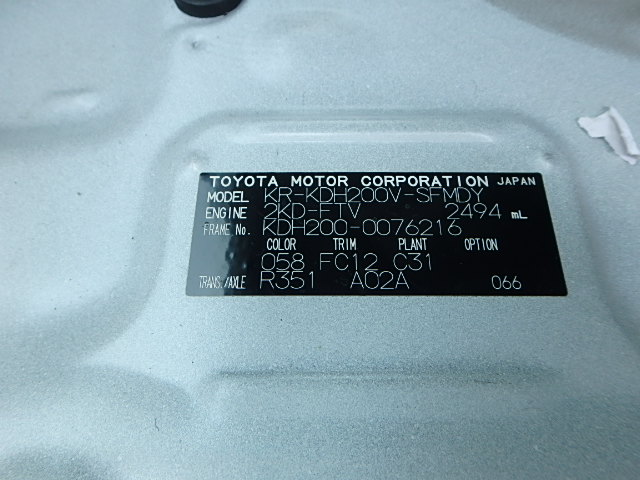 TOYOTA MOTOR CORPORATION JAPAN
MODEL KR-KDH200V-SFMDY
ENGINE 2KD-FTV 2494 mL
FRAME No. KDH200-0076216
COLOR TRIM PLANT OPTION
058 FC12 C31
TRANS./AXLE R351 A02A 066